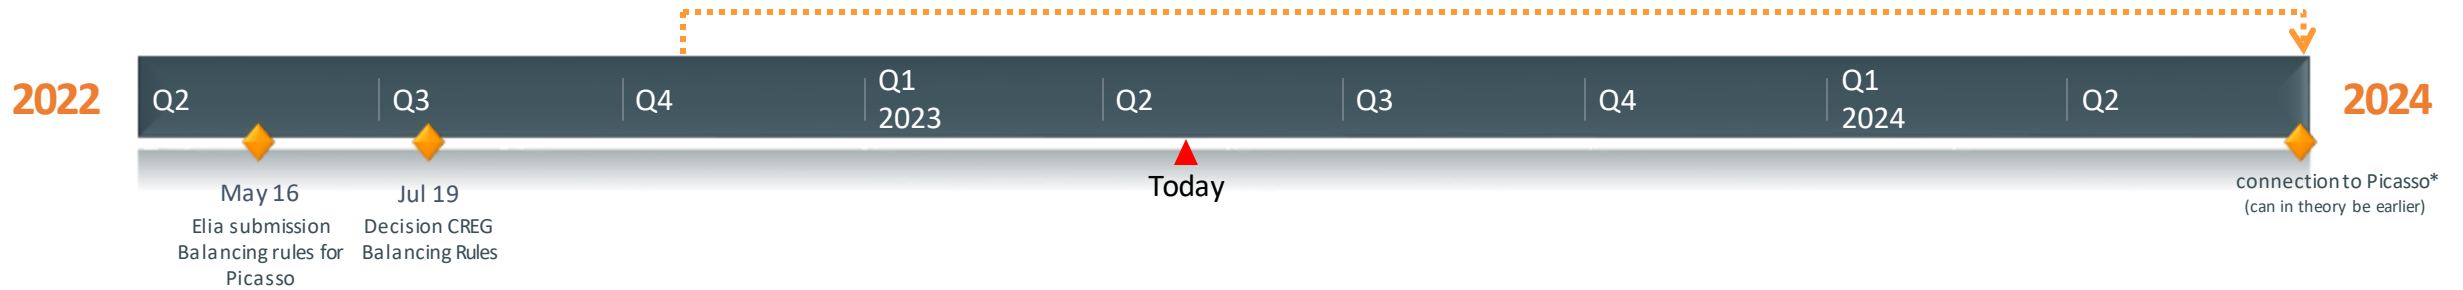 2022
Q2
Q3
Q4
Q1
2023
Q2
Q3
Q4
Q1
2024
Q2
2024
May 16
Elia submission
Balancing rules for
Picasso
Jul 19
Decision CREG
Balancing Rules
Today
connection to Picasso*
(can in theory be earlier)